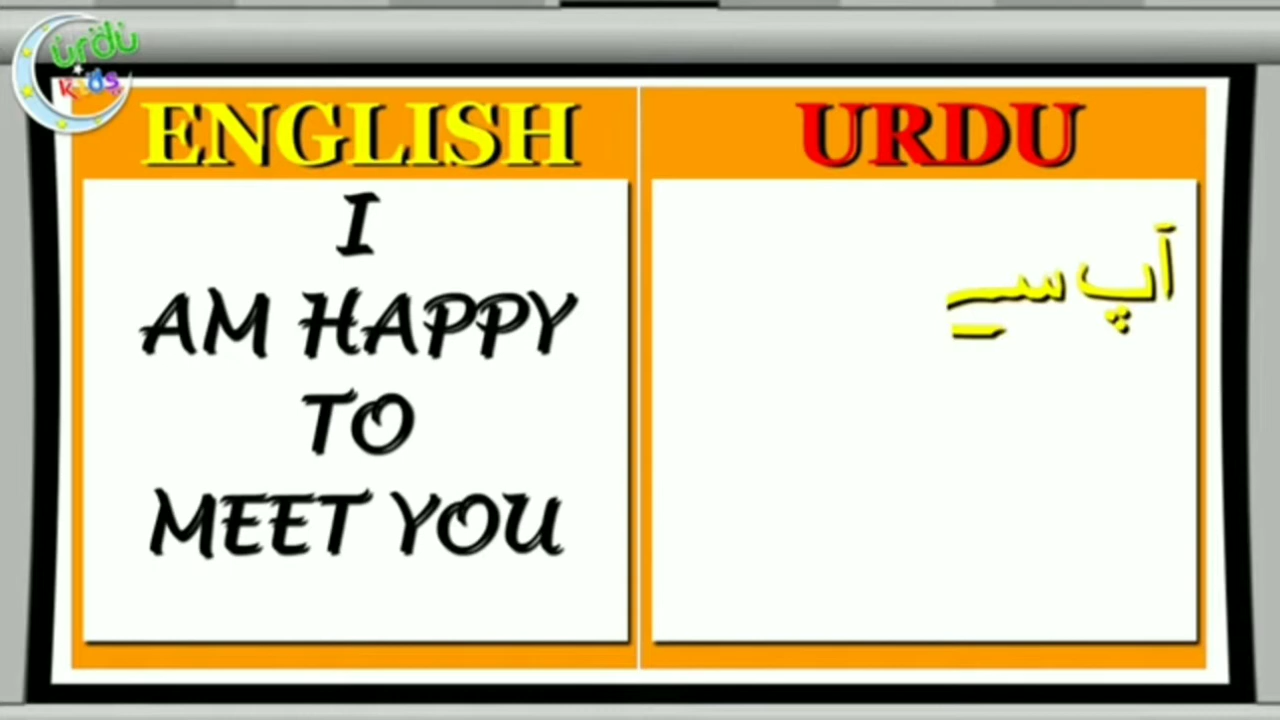 urdu
KIdS
ENGLISH
URDU
I
AM HAPPY
TO
MEET YOU
آپ سے